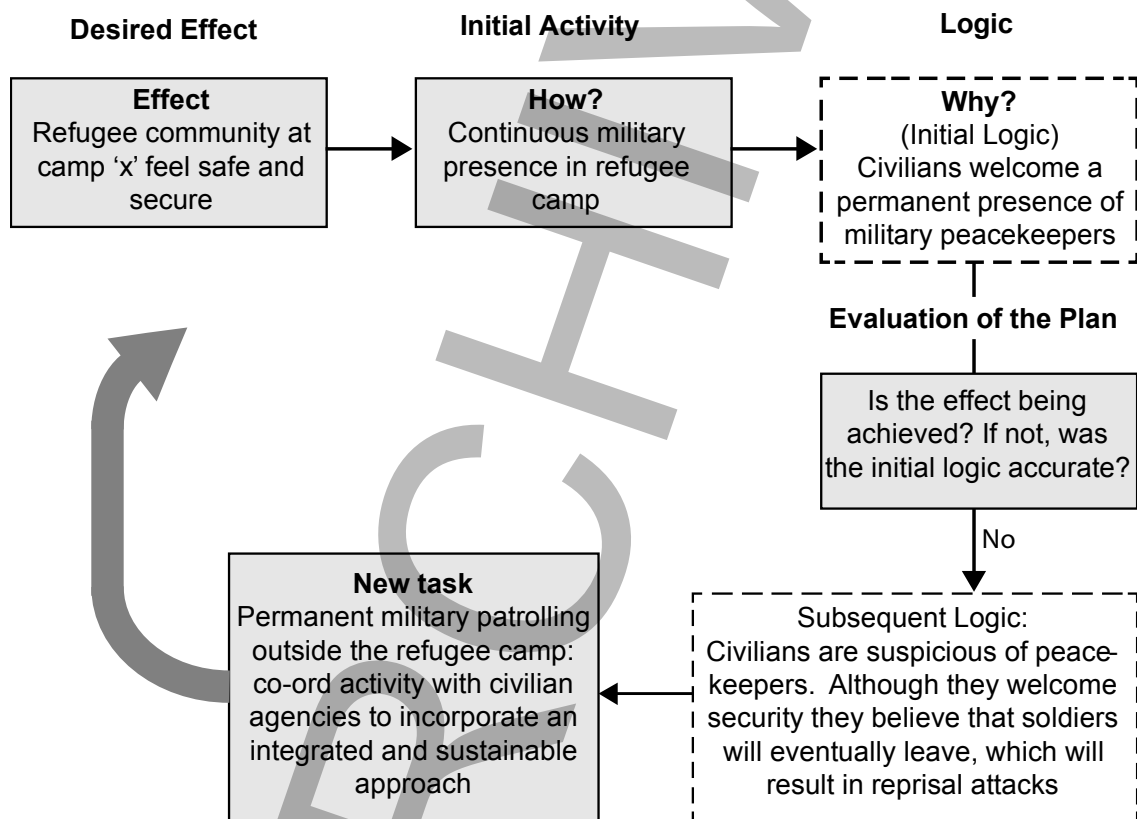 Desired Effect
Initial Activity
Logic
Effect
Refugee community at
camp ‘x’ feel safe and
secure
How?
Continuous military
presence in refugee
camp
Why?
(Initial Logic)
Civilians welcome a
permanent presence of
military peacekeepers
Evaluation of the Plan
Is the effect being
achieved? If not, was
the initial logic accurate?
No
Subsequent Logic:
Civilians are suspicious of peace-
keepers. Although they welcome
security they believe that soldiers
will eventually leave, which will
result in reprisal attacks
New task
Permanent military patrolling
outside the refugee camp:
co-ord activity with civilian
agencies to incorporate an
integrated and sustainable
approach
RCHIV